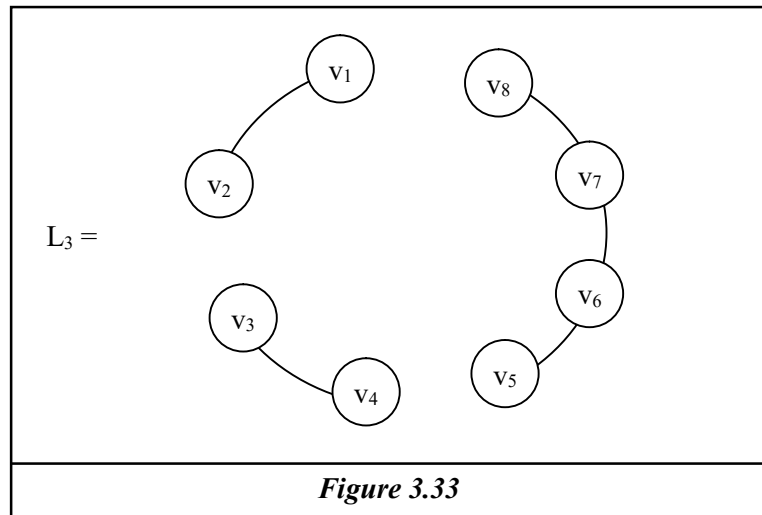 v₁
v₈
v₂
v₇
L₃ =
v₆
v₃
v₅
v₄
Figure 3.33